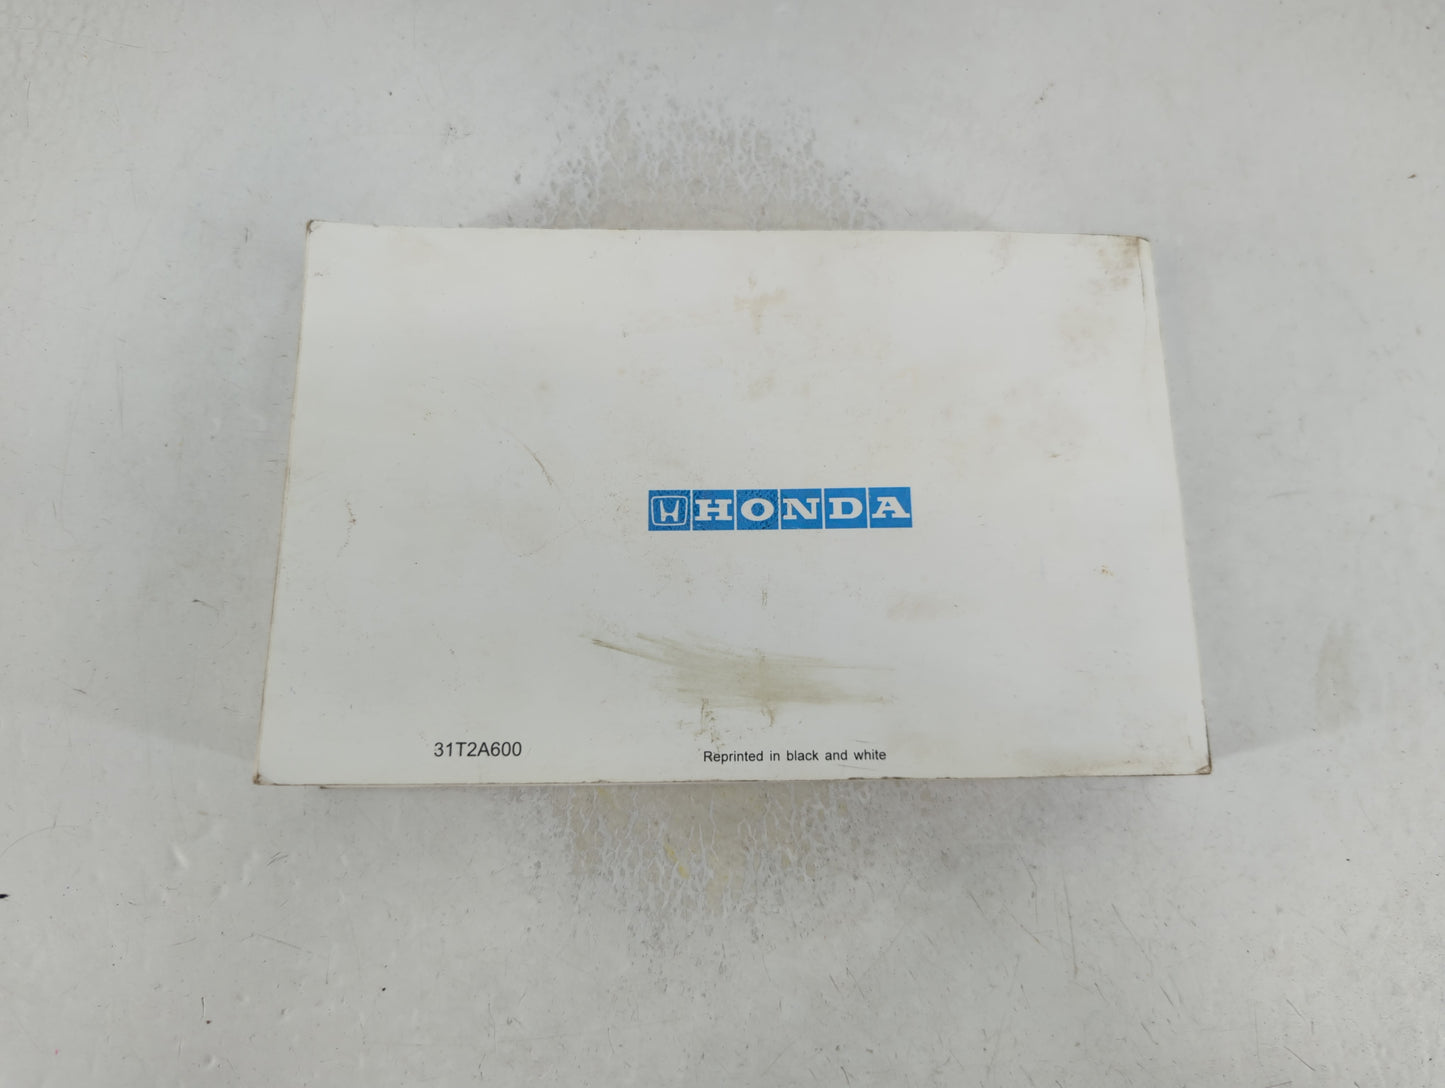 HONDA
31T2A600
Reprinted in black and white